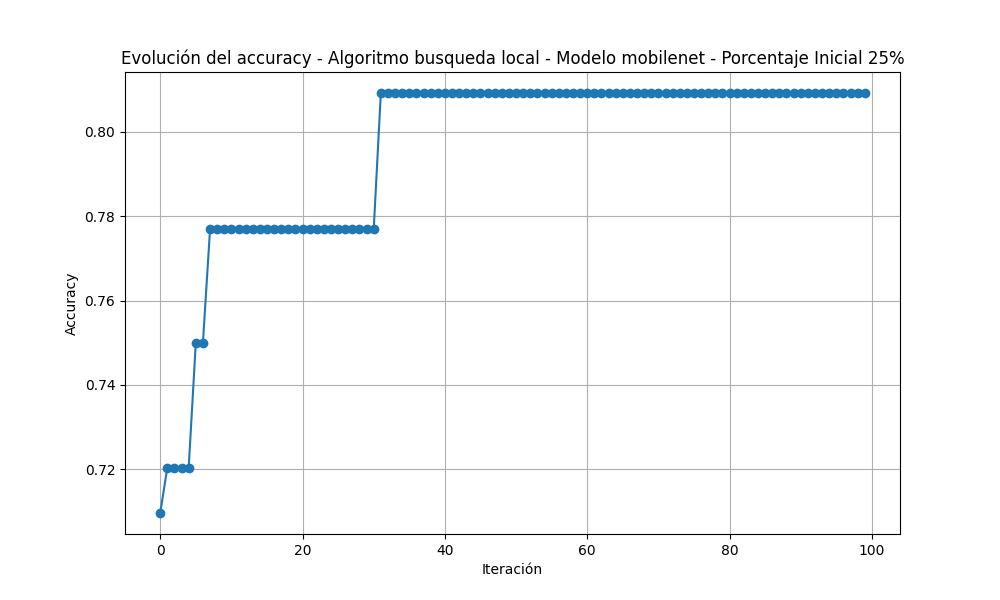 Evolución del accuracy - Algoritmo busqueda local - Modelo mobilenet - Porcentaje Inicial 25%
Accuracy
0.80
0.78
0.76
0.74
0.72
0 20 40 60 80 100
Iteración